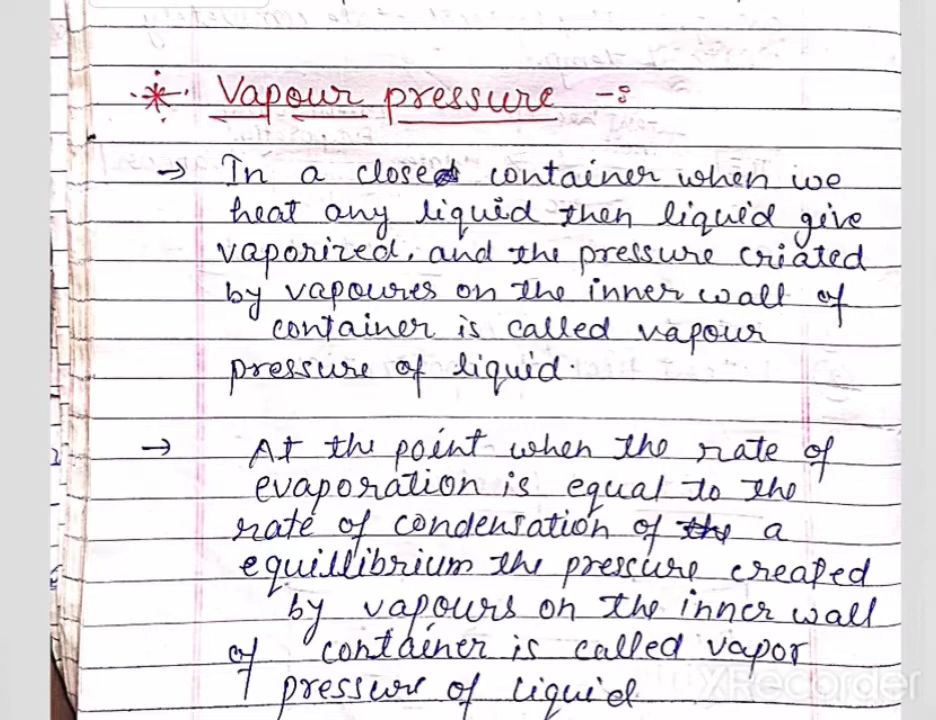 * Vapour pressure -:
→ In a closed container when we
heat any liquid then liquid give
vaporized, and the pressure criated
by vapoures on the inner wall of
container is called vapour
pressure of liquid.
→ At the point when the rate of
evaporation is equal to the
rate of condensation of the a
equillibrium the pressure created
by vapours on the inner wall
of container is called vapor
pressure of liquid
XRecorder